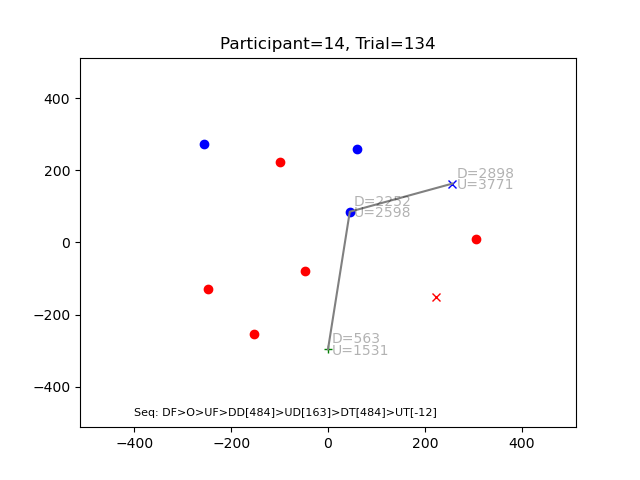 Participant=14, Trial=134
400
200
0
−200
−400
D=2898
U=3771
D=2252
U=2598
D=563
U=1531
Seq: DF>O>UF>DD[484]>UD[163]>DT[484]>UT[-12]
−400 −200 0 200 400